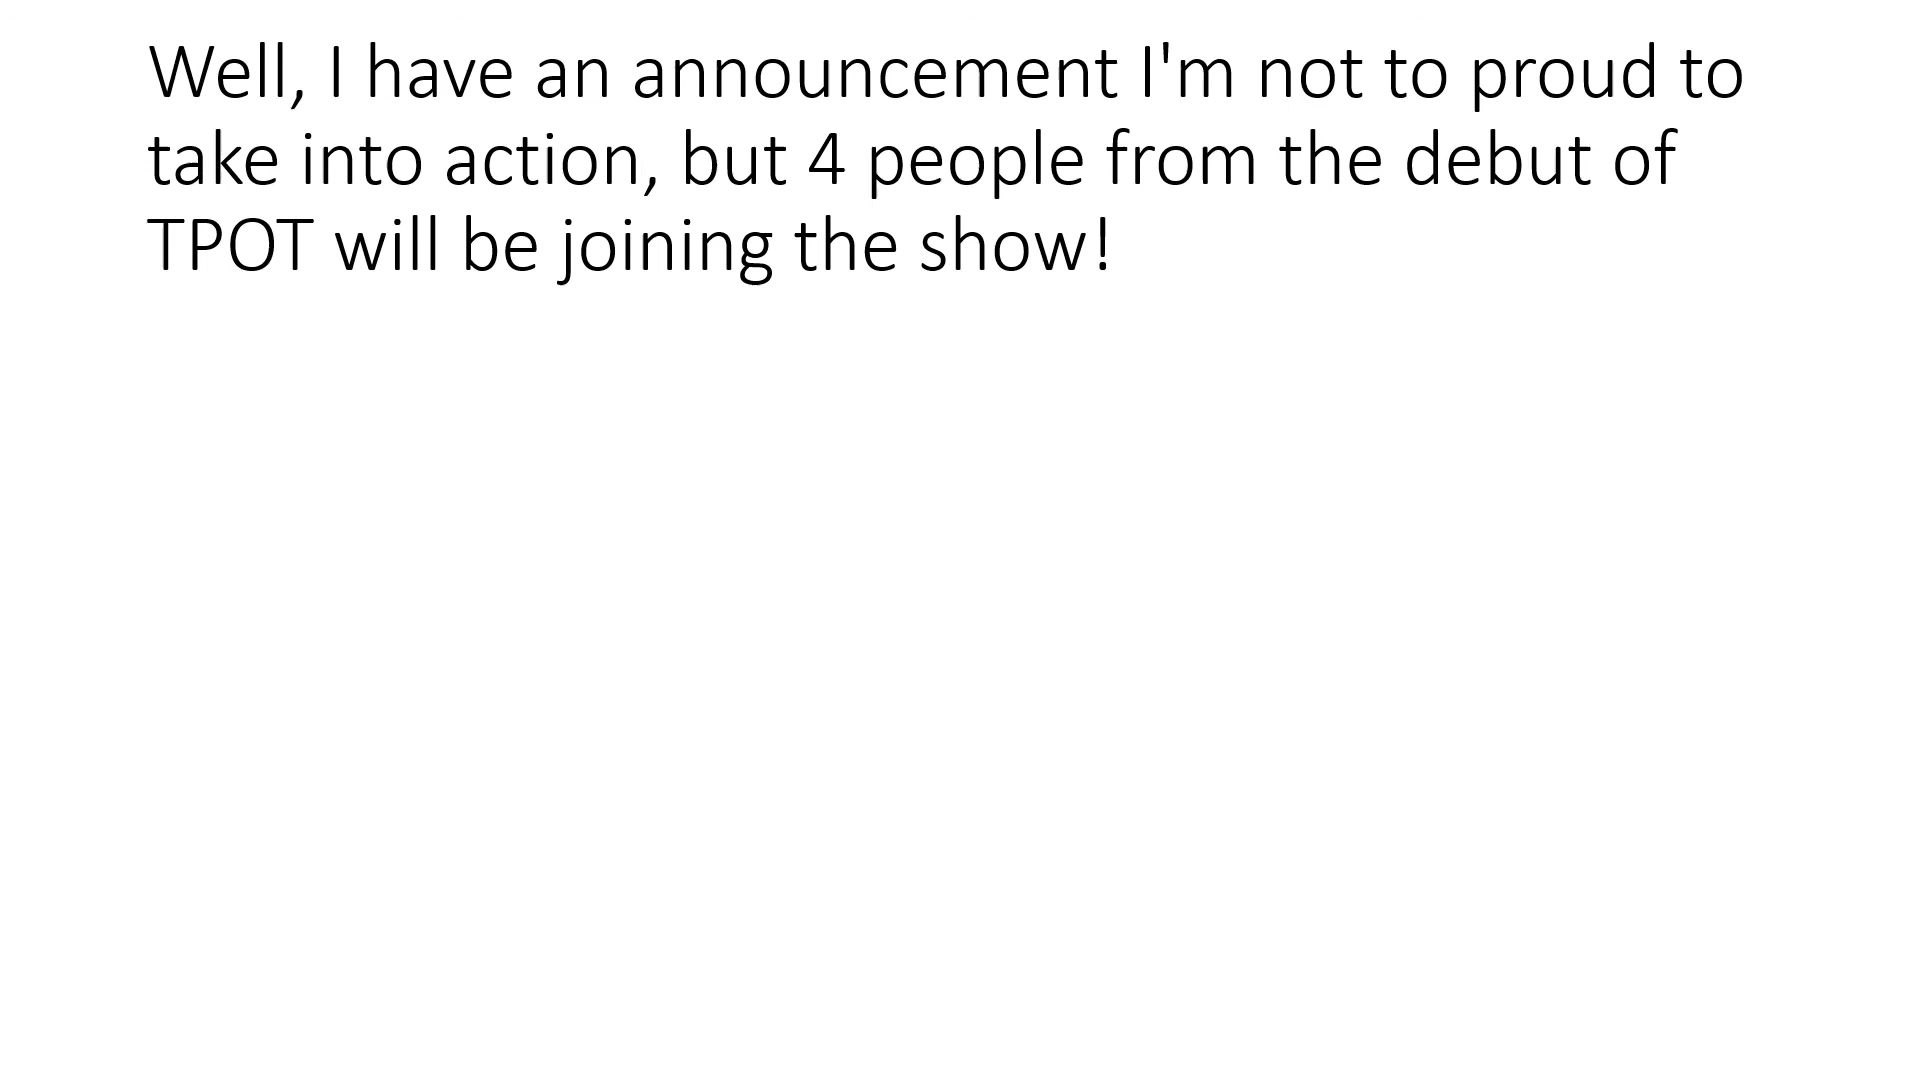 Well, I have an announcement I'm not to proud to
take into action, but 4 people from the debut of
TPOT will be joining the show!